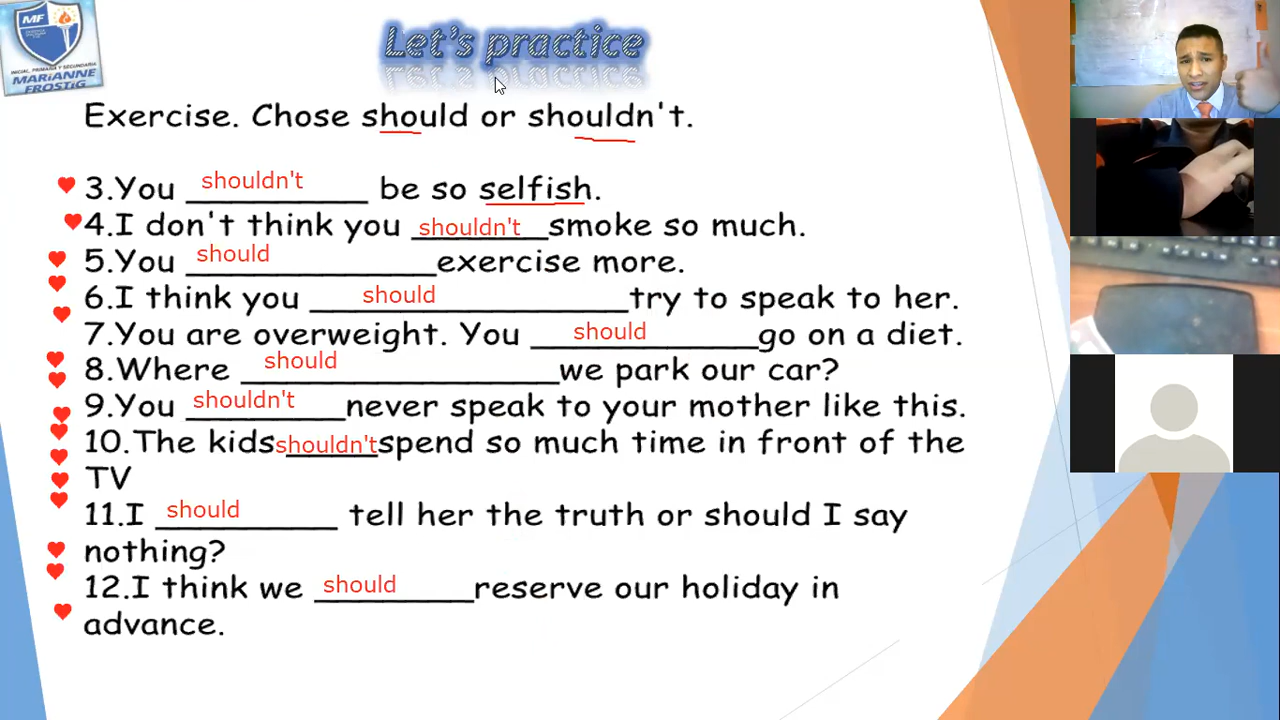 MF
INICIAL, PRIMARIA Y SECUNDARIA
MARIANNE
FROSTIG
Let's practice
Exercise. Chose should or shouldn't.
3.You shouldn't be so selfish.
4.I don't think you shouldn't smoke so much.
5.You should exercise more.
6.I think you should try to speak to her.
7.You are overweight. You should go on a diet.
8.Where should we park our car?
9.You shouldn't never speak to your mother like this.
10.The kids shouldn't spend so much time in front of the
TV
11.I should tell her the truth or should I say
nothing?
12.I think we should reserve our holiday in
advance.